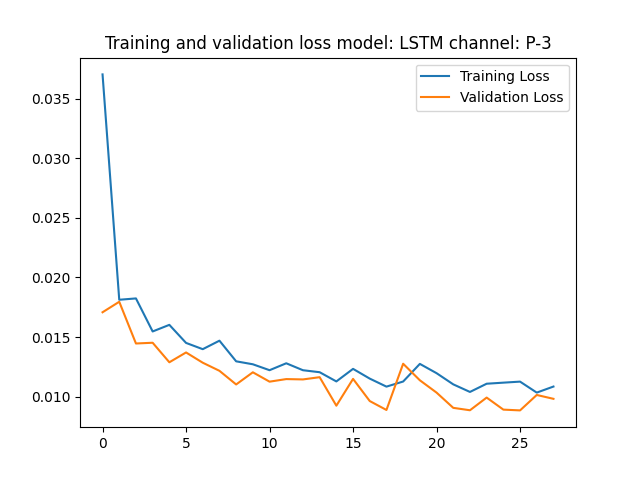 Training and validation loss model: LSTM channel: P-3
Training Loss
Validation Loss
0.035
0.030
0.025
0.020
0.015
0.010
0 5 10 15 20 25